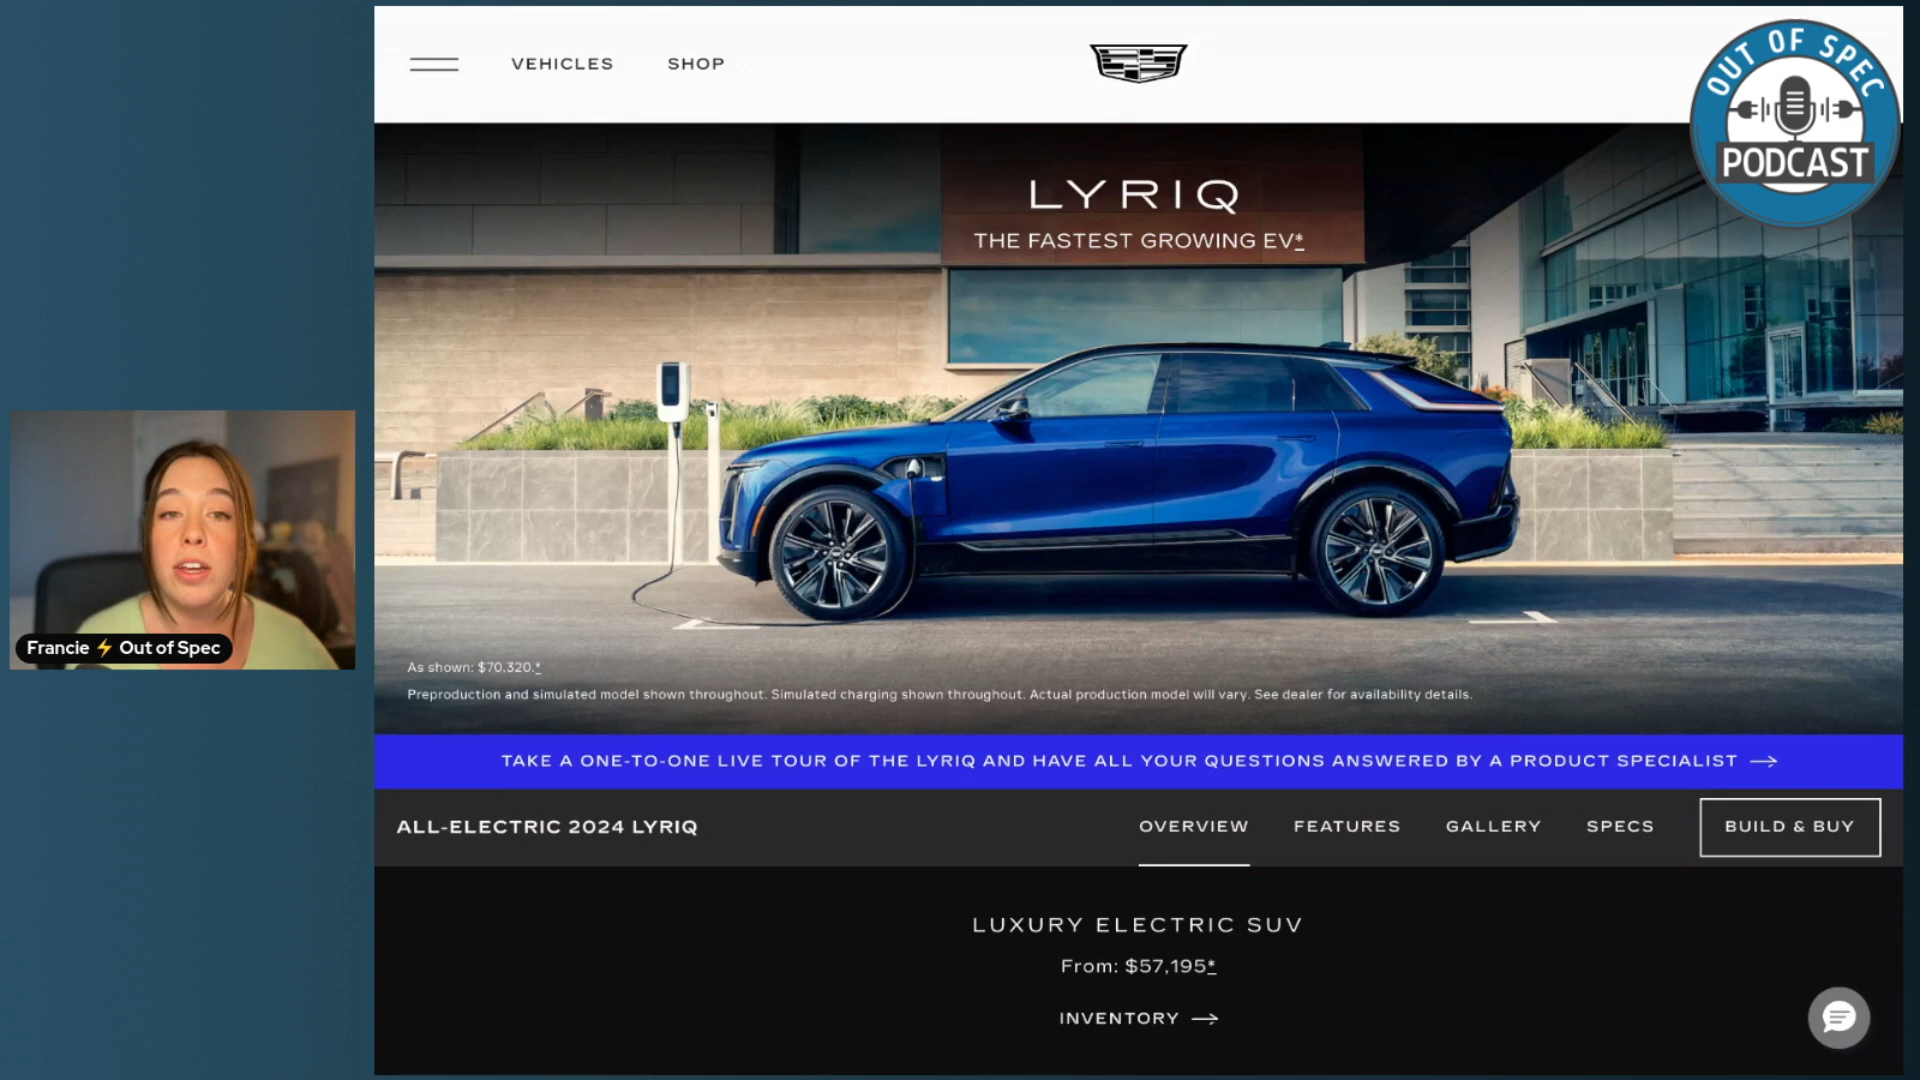 VEHICLES
SHOP
OUT OF SPEC
PODCAST
LYRIQ
THE FASTEST GROWING EV*
Francie ⚡ Out of Spec
As shown: $70,320.*
Preproduction and simulated model shown throughout. Simulated charging shown throughout. Actual production model will vary. See dealer for availability details.
TAKE A ONE-TO-ONE LIVE TOUR OF THE LYRIQ AND HAVE ALL YOUR QUESTIONS ANSWERED BY A PRODUCT SPECIALIST →
ALL-ELECTRIC 2024 LYRIQ
OVERVIEW
FEATURES
GALLERY
SPECS
BUILD & BUY
LUXURY ELECTRIC SUV
From: $57,195*
INVENTORY →